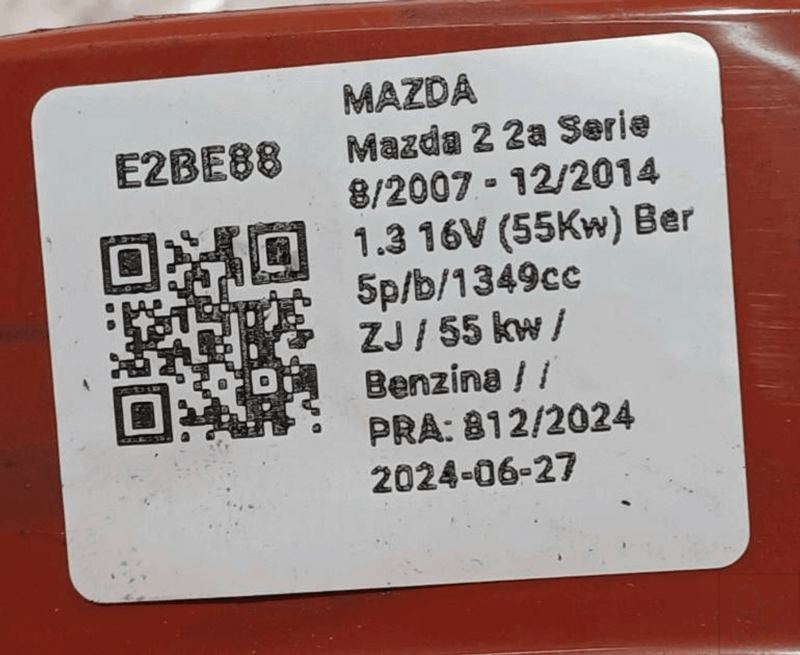 E2BE88
MAZDA
Mazda 2 2a Serie
8/2007 - 12/2014
1.3 16V (55Kw) Ber
5p/b/1349cc
ZJ / 55 kw /
Benzina / /
PRA: 812/2024
2024-06-27